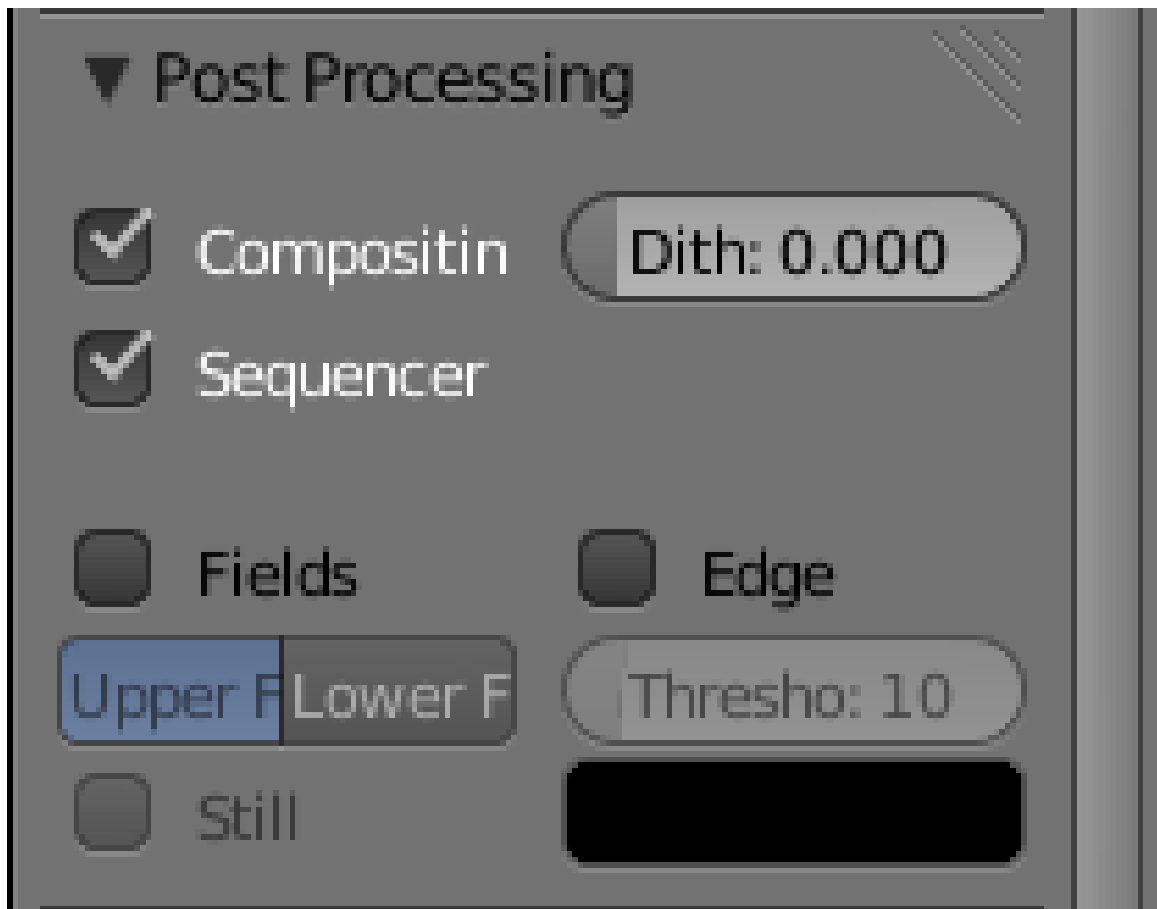 Post Processing
Compositin Dith: 0.000
Sequencer
Fields Edge
Upper F Lower F Thresho: 10
Still